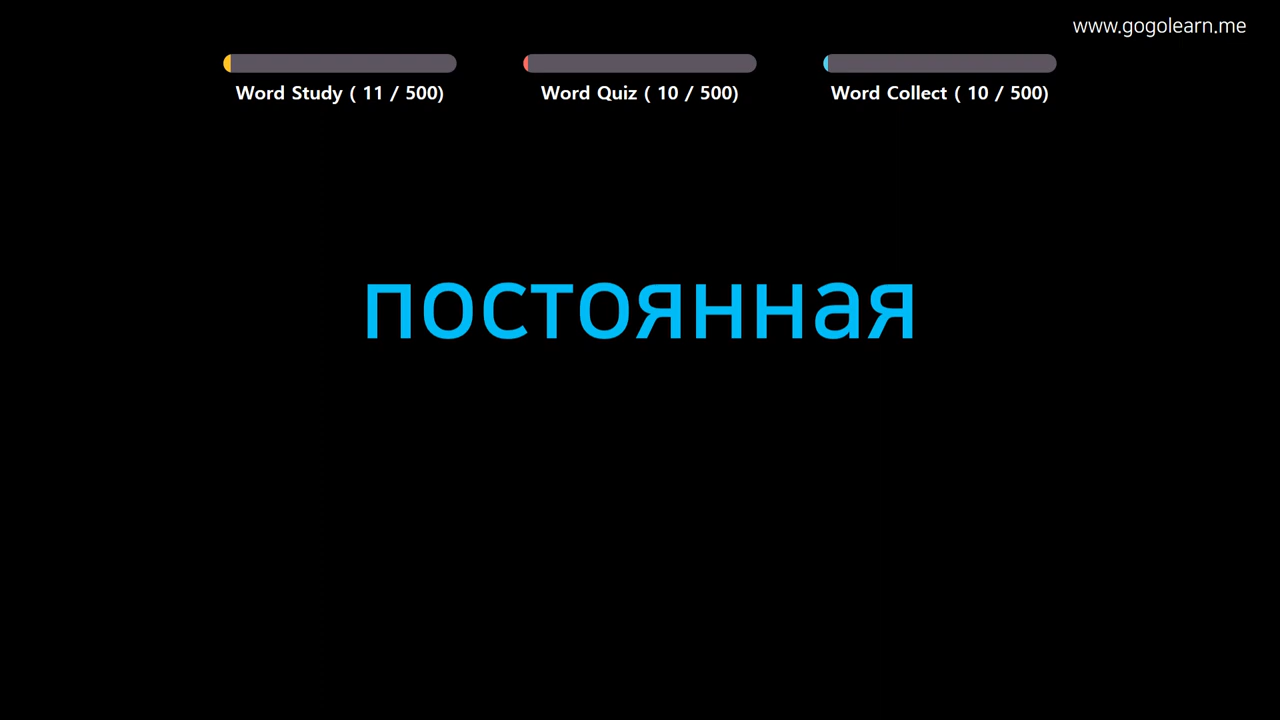 www.gogolearn.me
Word Study ( 11 / 500)
Word Quiz ( 10 / 500)
Word Collect ( 10 / 500)
постоянная